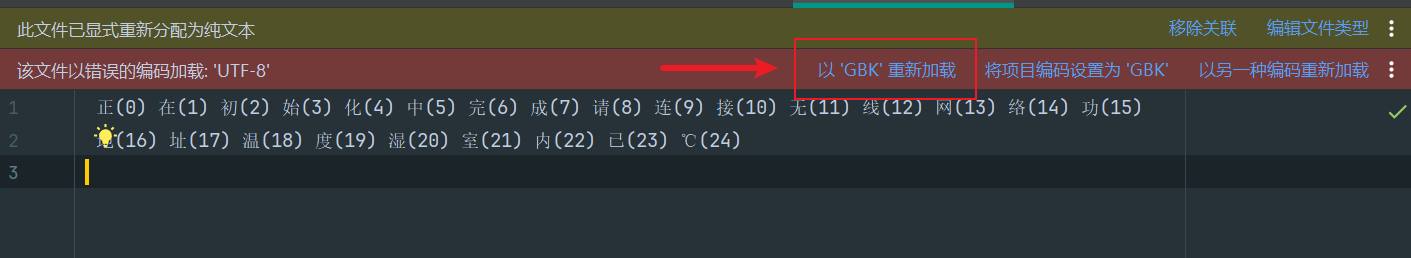 此文件已显式重新分配为纯文本 移除关联 编辑文件类型
该文件以错误的编码加载: 'UTF-8' 以 'GBK' 重新加载 将项目编码设置为 'GBK' 以另一种编码重新加载
1 正(0) 在(1) 初(2) 始(3) 化(4) 中(5) 完(6) 成(7) 请(8) 连(9) 接(10) 无(11) 线(12) 网(13) 络(14) 功(15)
2 (16) 址(17) 温(18) 度(19) 湿(20) 室(21) 内(22) 已(23) ℃(24)
3